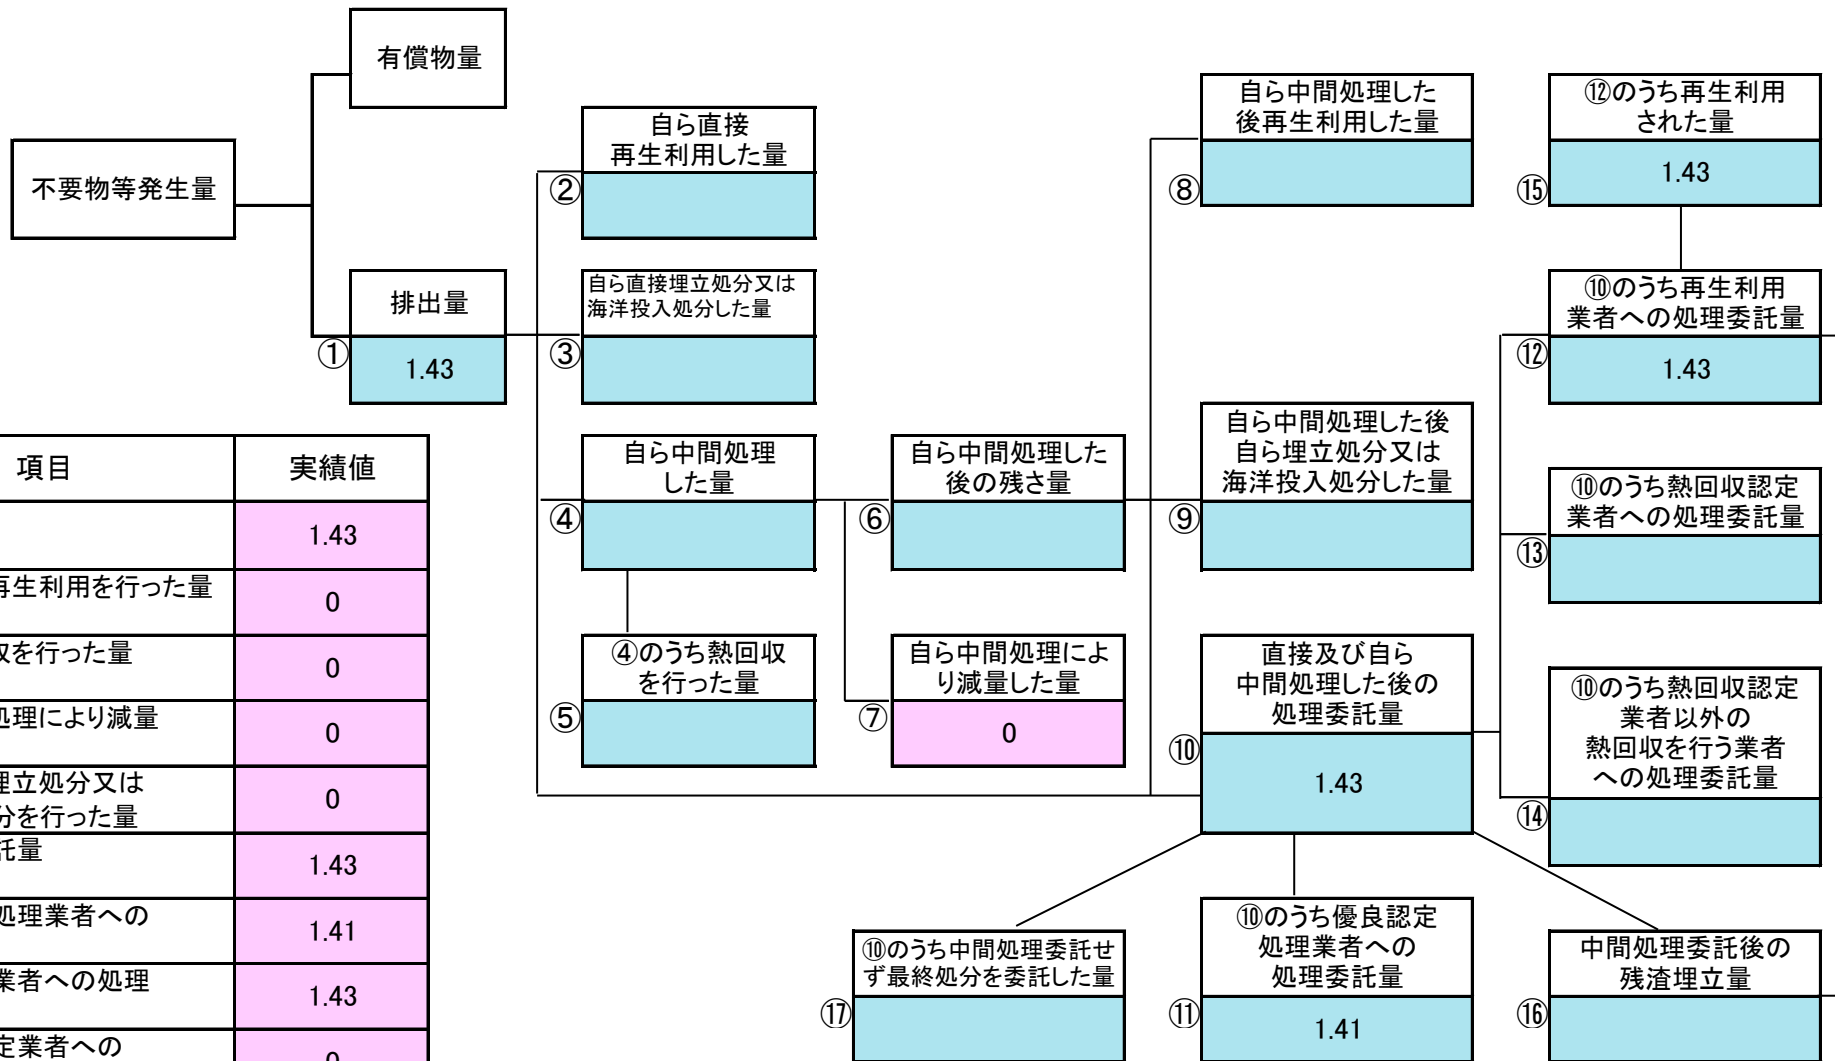 有償物量
不要物等発生量
排出量
①
1.43
自ら直接
再生利用した量
②
自ら直接埋立処分又は
海洋投入処分した量
③
自ら中間処理
した量
④
④のうち熱回収
を行った量
⑤
自ら中間処理した
後の残さ量
⑥
自ら中間処理によ
り減量した量
⑦
0
自ら中間処理した
後再生利用した量
⑧
自ら中間処理した後
自ら埋立処分又は
海洋投入処分した量
⑨
直接及び自ら
中間処理した後の
処理委託量
⑩
1.43
⑫のうち再生利用
された量
⑮
1.43
⑩のうち再生利用
業者への処理委託量
⑫
1.43
⑩のうち熱回収認定
業者への処理委託量
⑬
⑩のうち熱回収認定
業者以外の
熱回収を行う業者
への処理委託量
⑭
⑩のうち中間処理委託せ
ず最終処分を委託した量
⑰
⑩のうち優良認定
処理業者への
処理委託量
⑪
1.41
中間処理委託後の
残渣埋立量
⑯
項目 実績値
1.43
再生利用を行った量
0
を行った量
0
処理により減量
0
埋立処分又は
分を行った量
0
託量
1.43
処理業者への
1.41
業者への処理
1.43
定業者への
0